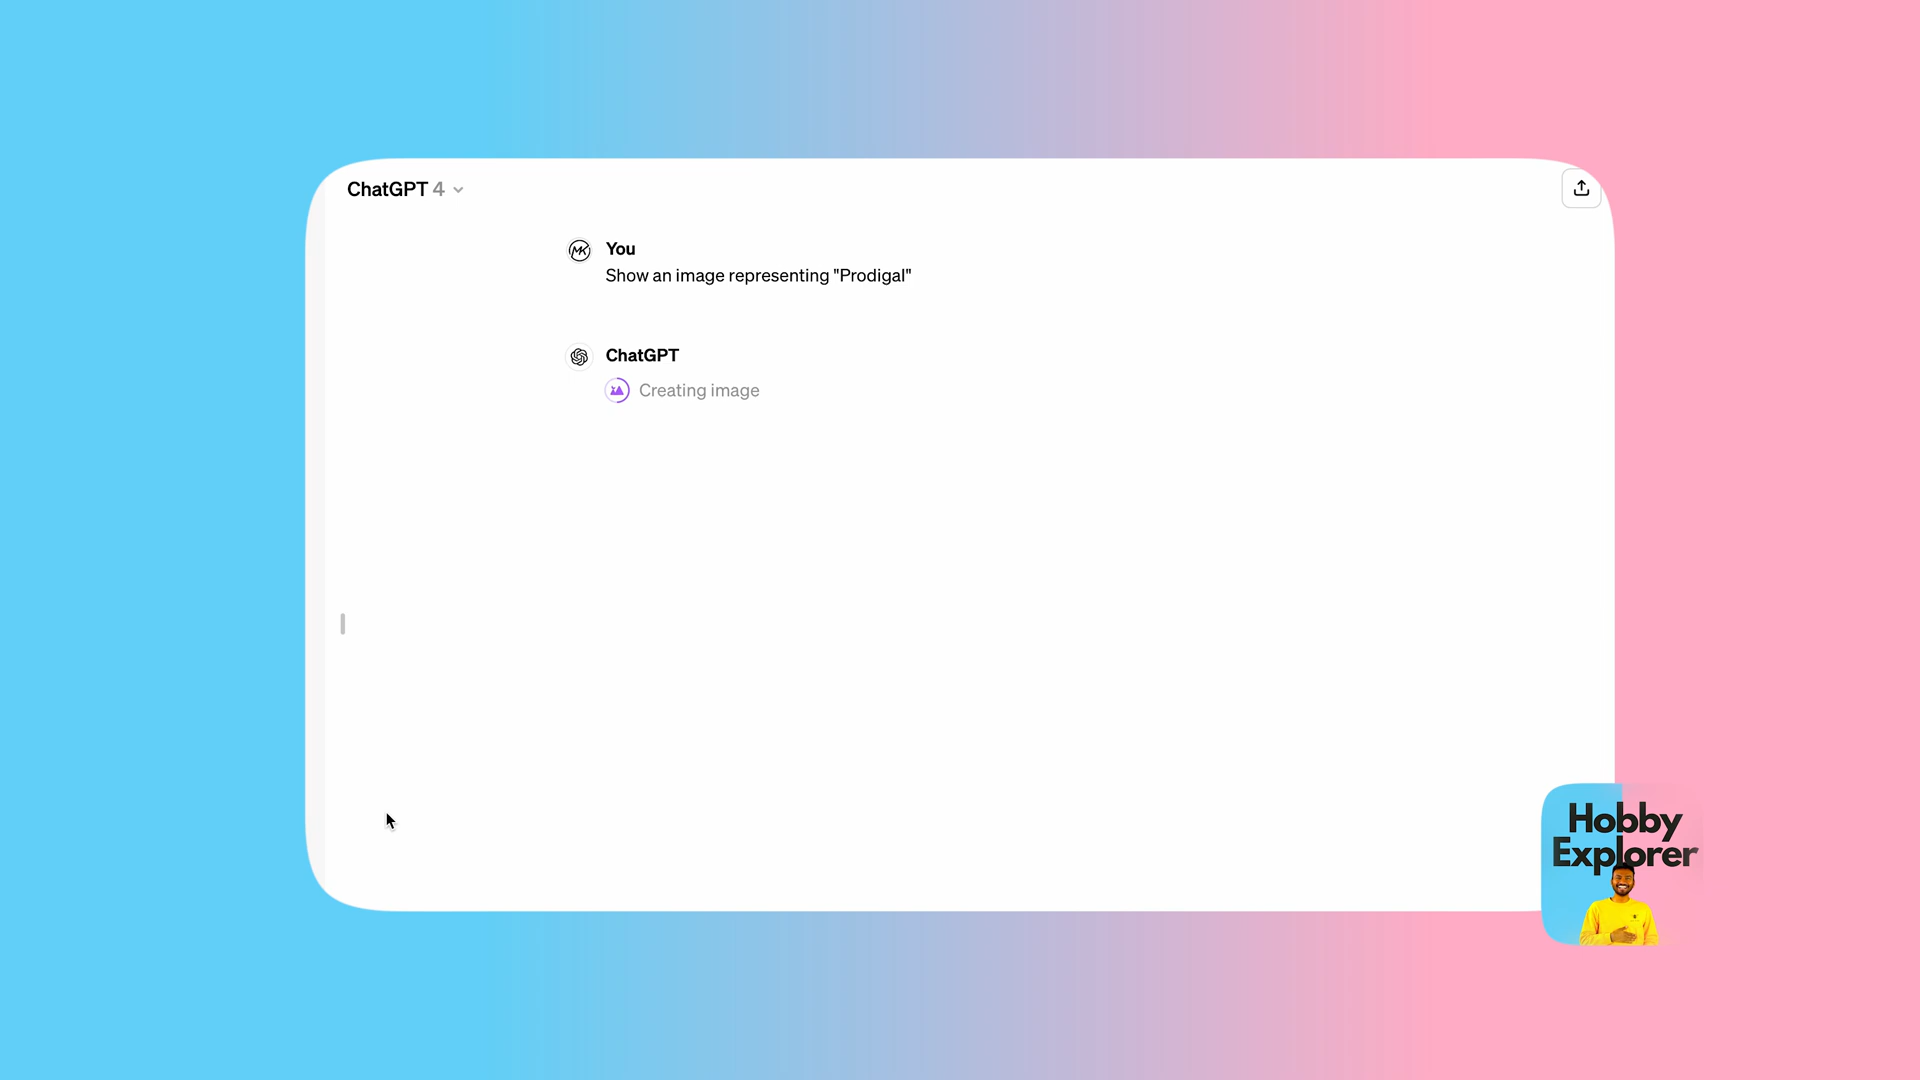 ChatGPT 4
You
Show an image representing "Prodigal"
ChatGPT
Creating image
Hobby
Explorer